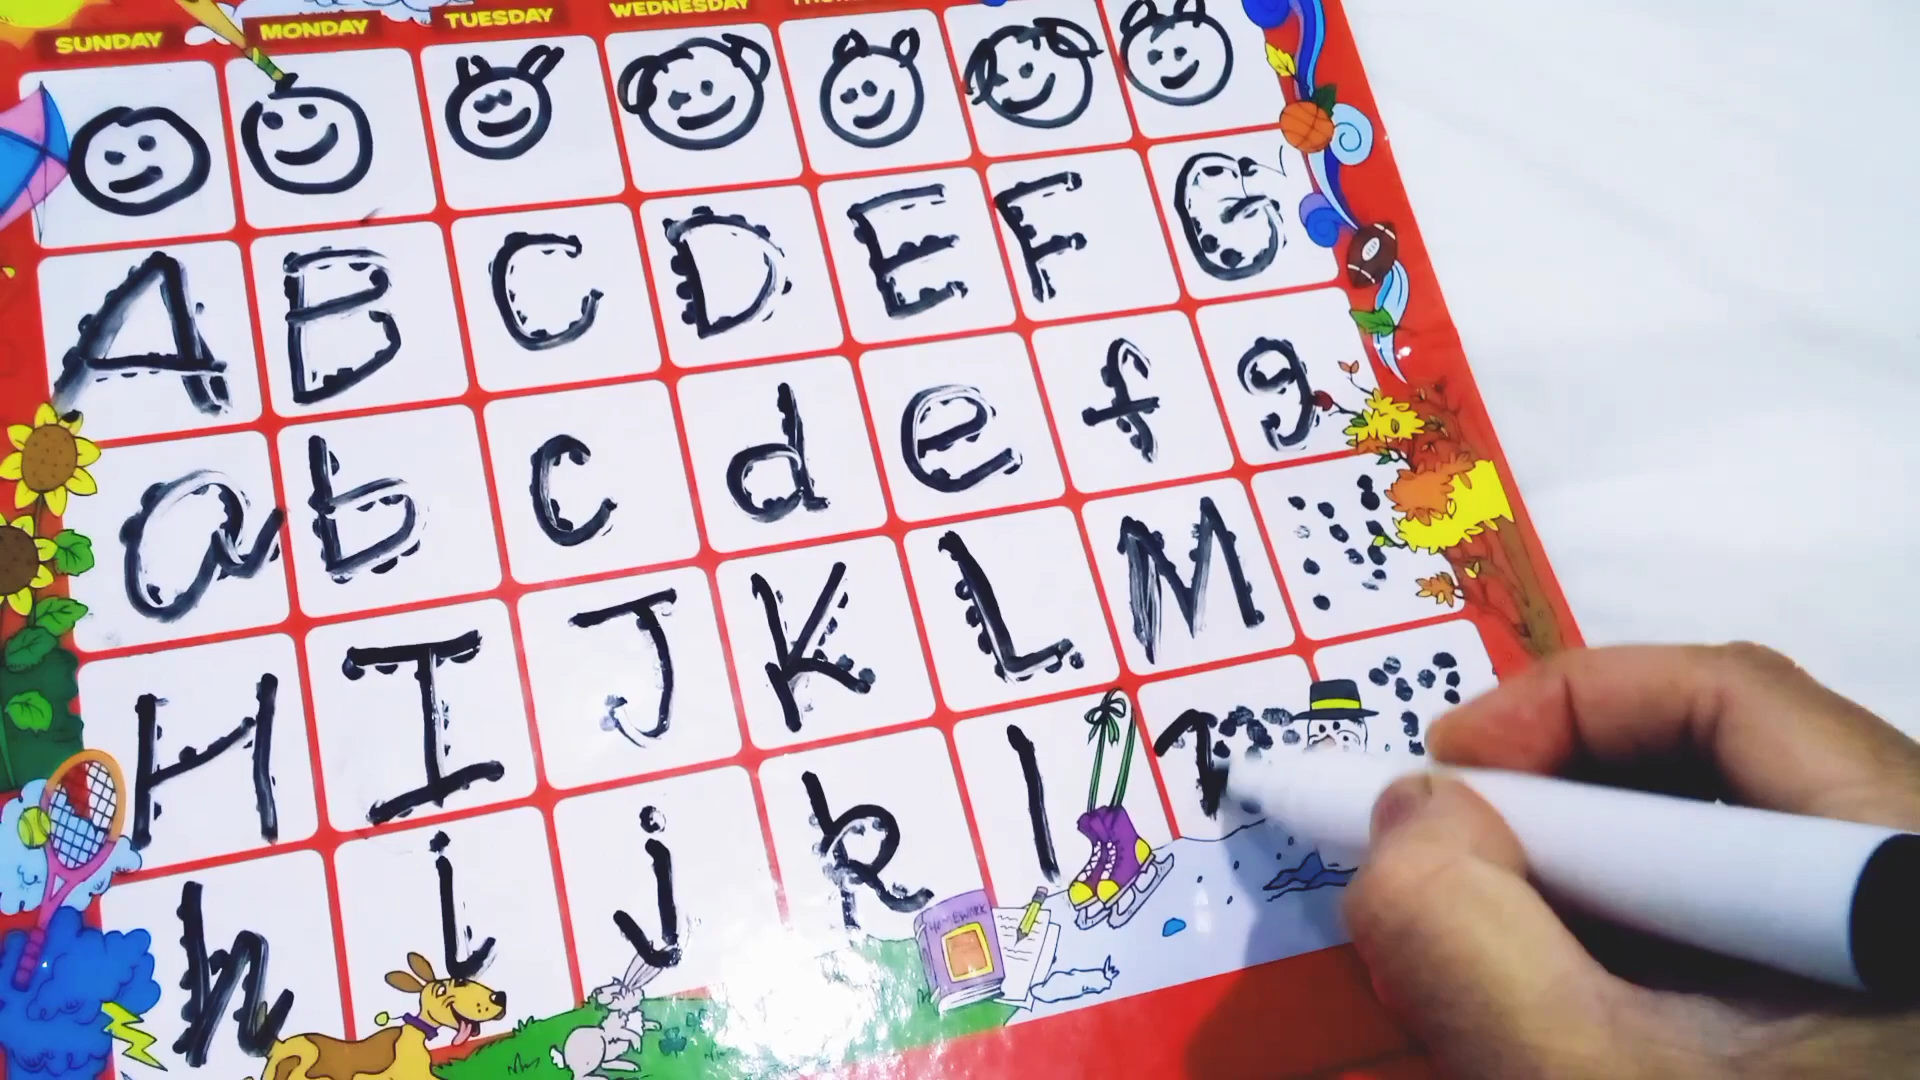 SUNDAY MONDAY TUESDAY WEDNESDAY
A B C D E F G
a b c d e f g
H I J K L M
h i j k l
HOMEWORK